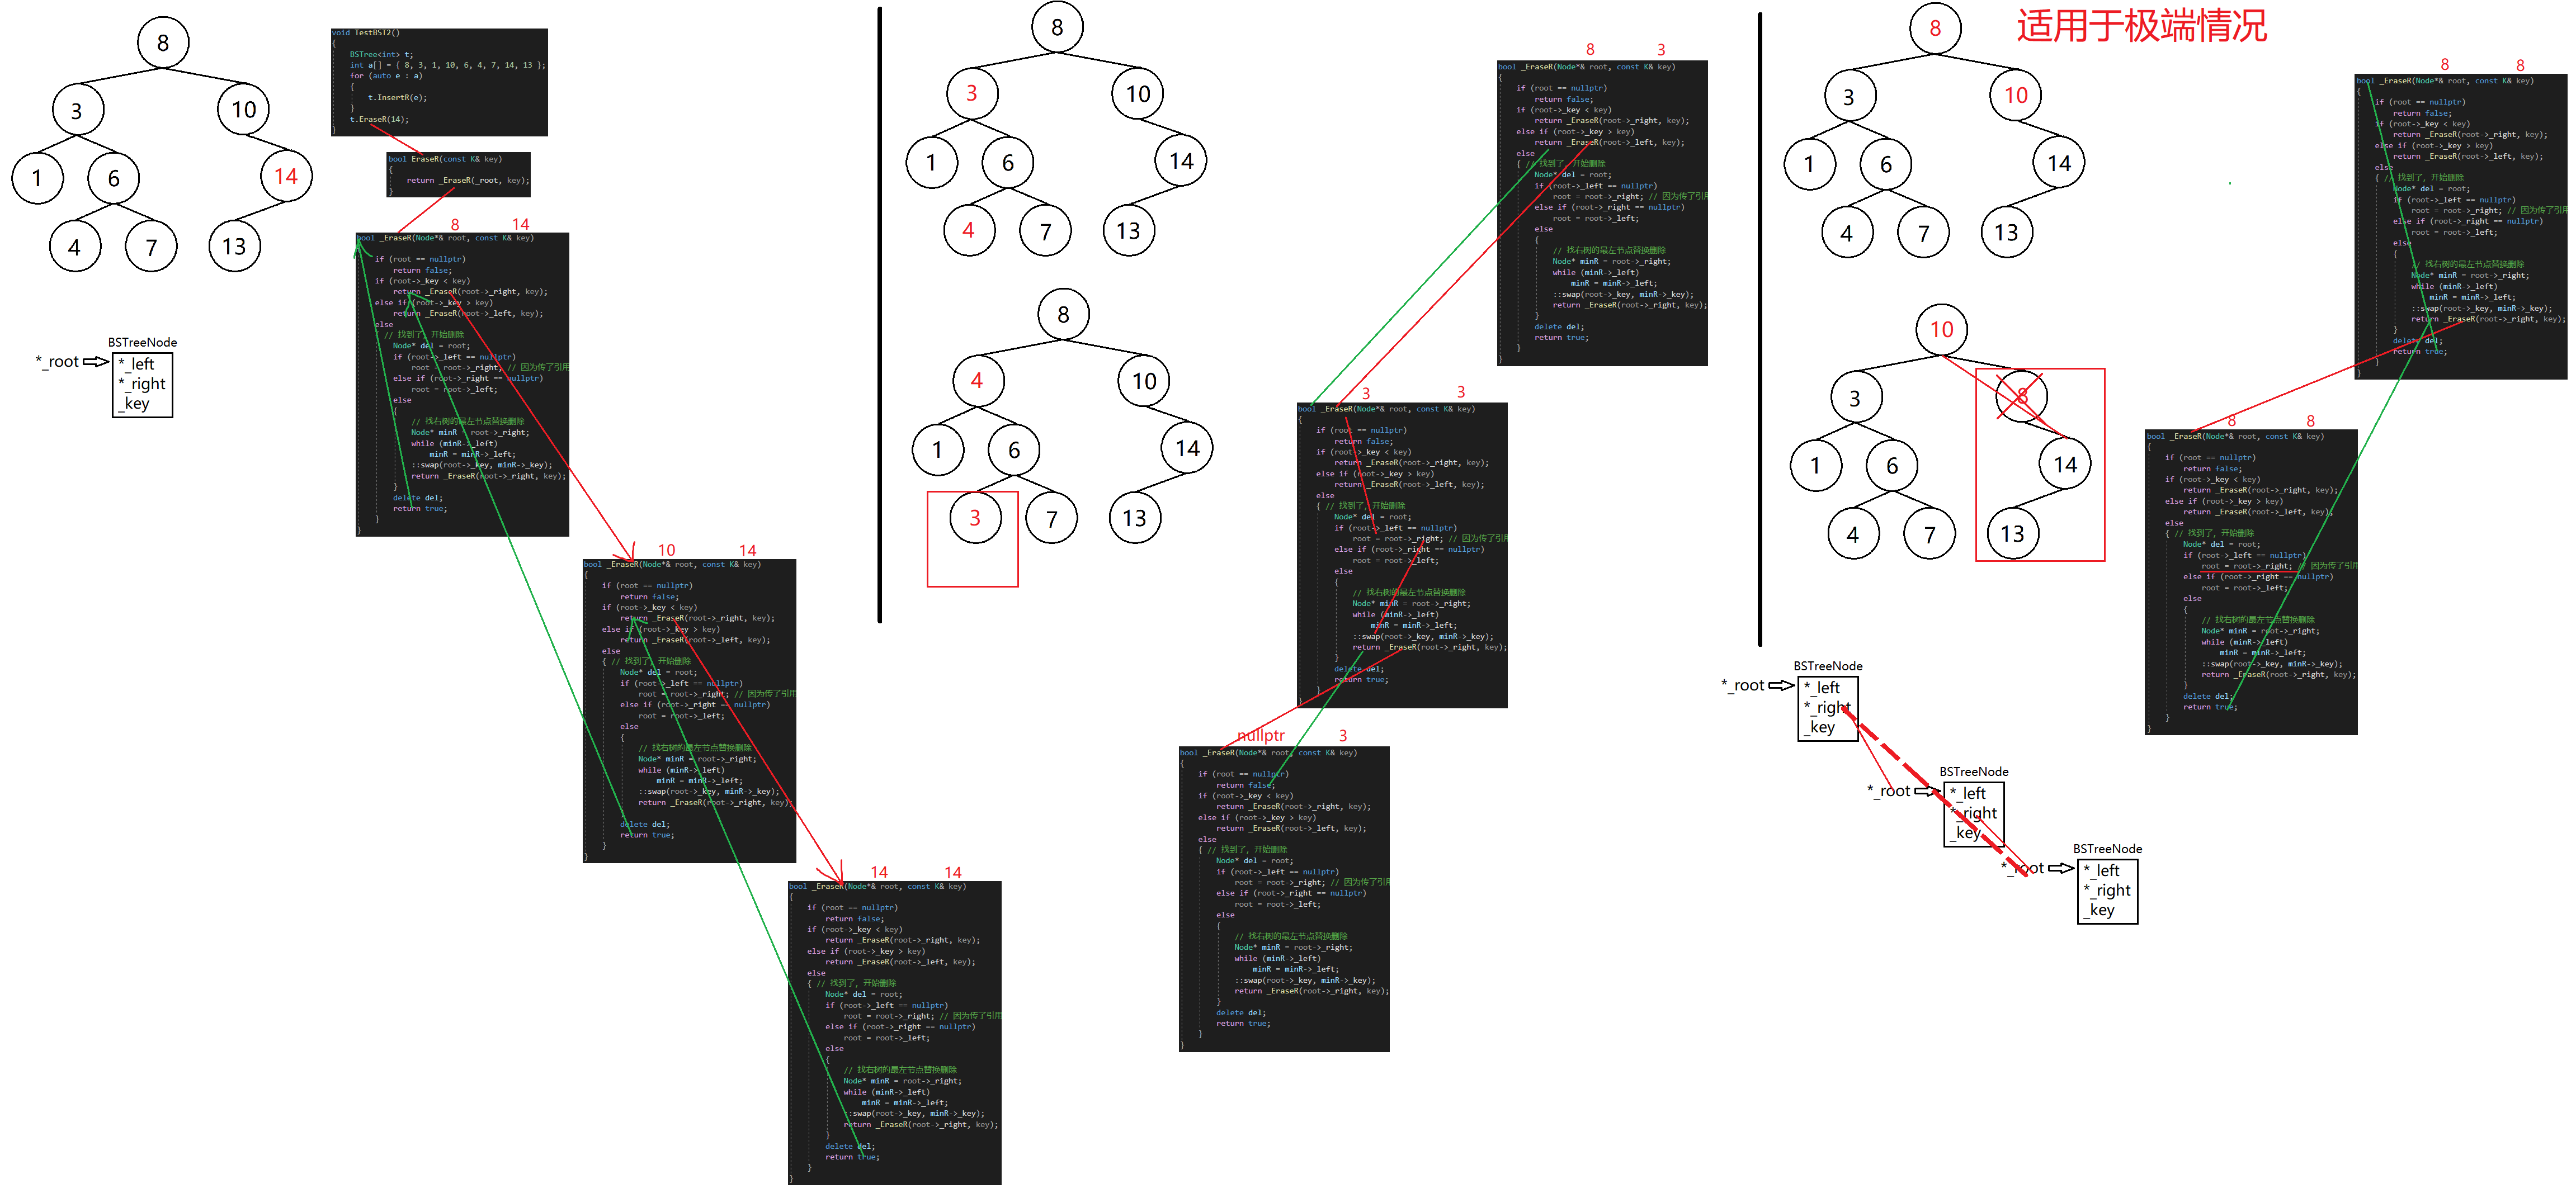 8
3
10
1
6
14
4
7
13
*_root
BSTreeNode
*_left
*_right
_key
void TestBST2()
{
BSTree<int> t;
int a[] = { 8, 3, 1, 10, 6, 4, 7, 14, 13 };
for (auto e : a)
{
t.InsertR(e);
}
t.EraseR(14);
}
bool EraseR(const K& key)
{
return _EraseR(_root, key);
}
8 14
bool _EraseR(Node*& root, const K& key)
{
if (root == nullptr)
return false;
if (root->_key < key)
return _EraseR(root->_right, key);
else if (root->_key > key)
return _EraseR(root->_left, key);
else
{ // 找到了，开始删除
Node* del = root;
if (root->_left == nullptr)
root = root->_right; // 因为传了引用
else if (root->_right == nullptr)
root = root->_left;
else
{
// 找右树的最左节点替换删除
Node* minR = root->_right;
while (minR->_left)
minR = minR->_left;
::swap(root->_key, minR->_key);
return _EraseR(root->_right, key);
}
delete del;
return true;
}
}
10 14
bool _EraseR(Node*& root, const K& key)
{
if (root == nullptr)
return false;
if (root->_key < key)
return _EraseR(root->_right, key);
else if (root->_key > key)
return _EraseR(root->_left, key);
else
{ // 找到了，开始删除
Node* del = root;
if (root->_left == nullptr)
root = root->_right; // 因为传了引用
else if (root->_right == nullptr)
root = root->_left;
else
{
// 找右树的最左节点替换删除
Node* minR = root->_right;
while (minR->_left)
minR = minR->_left;
::swap(root->_key, minR->_key);
return _EraseR(root->_right, key);
}
delete del;
return true;
}
}
14 14
bool _EraseR(Node*& root, const K& key)
{
if (root == nullptr)
return false;
if (root->_key < key)
return _EraseR(root->_right, key);
else if (root->_key > key)
return _EraseR(root->_left, key);
else
{ // 找到了，开始删除
Node* del = root;
if (root->_left == nullptr)
root = root->_right; // 因为传了引用
else if (root->_right == nullptr)
root = root->_left;
else
{
// 找右树的最左节点替换删除
Node* minR = root->_right;
while (minR->_left)
minR = minR->_left;
::swap(root->_key, minR->_key);
return _EraseR(root->_right, key);
}
delete del;
return true;
}
}
8
3
10
1
6
14
4
7
13
8
4
10
1
6
14
3
7
13
8 3
bool _EraseR(Node*& root, const K& key)
{
if (root == nullptr)
return false;
if (root->_key < key)
return _EraseR(root->_right, key);
else if (root->_key > key)
return _EraseR(root->_left, key);
else
{ // 找到了，开始删除
Node* del = root;
if (root->_left == nullptr)
root = root->_right; // 因为传了引用
else if (root->_right == nullptr)
root = root->_left;
else
{
// 找右树的最左节点替换删除
Node* minR = root->_right;
while (minR->_left)
minR = minR->_left;
::swap(root->_key, minR->_key);
return _EraseR(root->_right, key);
}
delete del;
return true;
}
}
3 3
bool _EraseR(Node*& root, const K& key)
{
if (root == nullptr)
return false;
if (root->_key < key)
return _EraseR(root->_right, key);
else if (root->_key > key)
return _EraseR(root->_left, key);
else
{ // 找到了，开始删除
Node* del = root;
if (root->_left == nullptr)
root = root->_right; // 因为传了引用
else if (root->_right == nullptr)
root = root->_left;
else
{
// 找右树的最左节点替换删除
Node* minR = root->_right;
while (minR->_left)
minR = minR->_left;
::swap(root->_key, minR->_key);
return _EraseR(root->_right, key);
}
delete del;
return true;
}
}
nullptr 3
bool _EraseR(Node*& root, const K& key)
{
if (root == nullptr)
return false;
if (root->_key < key)
return _EraseR(root->_right, key);
else if (root->_key > key)
return _EraseR(root->_left, key);
else
{ // 找到了，开始删除
Node* del = root;
if (root->_left == nullptr)
root = root->_right; // 因为传了引用
else if (root->_right == nullptr)
root = root->_left;
else
{
// 找右树的最左节点替换删除
Node* minR = root->_right;
while (minR->_left)
minR = minR->_left;
::swap(root->_key, minR->_key);
return _EraseR(root->_right, key);
}
delete del;
return true;
}
}
适用于极端情况
8
3
10
1
6
14
4
7
13
10
3
8
1
6
14
4
7
13
8 8
bool _EraseR(Node*& root, const K& key)
{
if (root == nullptr)
return false;
if (root->_key < key)
return _EraseR(root->_right, key);
else if (root->_key > key)
return _EraseR(root->_left, key);
else
{ // 找到了，开始删除
Node* del = root;
if (root->_left == nullptr)
root = root->_right; // 因为传了引用
else if (root->_right == nullptr)
root = root->_left;
else
{
// 找右树的最左节点替换删除
Node* minR = root->_right;
while (minR->_left)
minR = minR->_left;
::swap(root->_key, minR->_key);
return _EraseR(root->_right, key);
}
delete del;
return true;
}
}
8 8
bool _EraseR(Node*& root, const K& key)
{
if (root == nullptr)
return false;
if (root->_key < key)
return _EraseR(root->_right, key);
else if (root->_key > key)
return _EraseR(root->_left, key);
else
{ // 找到了，开始删除
Node* del = root;
if (root->_left == nullptr)
root = root->_right; // 因为传了引用
else if (root->_right == nullptr)
root = root->_left;
else
{
// 找右树的最左节点替换删除
Node* minR = root->_right;
while (minR->_left)
minR = minR->_left;
::swap(root->_key, minR->_key);
return _EraseR(root->_right, key);
}
delete del;
return true;
}
}
BSTreeNode
*_root
*_left
*_right
_key
BSTreeNode
*_root
*_left
*_right
_key
BSTreeNode
*_root
*_left
*_right
_key